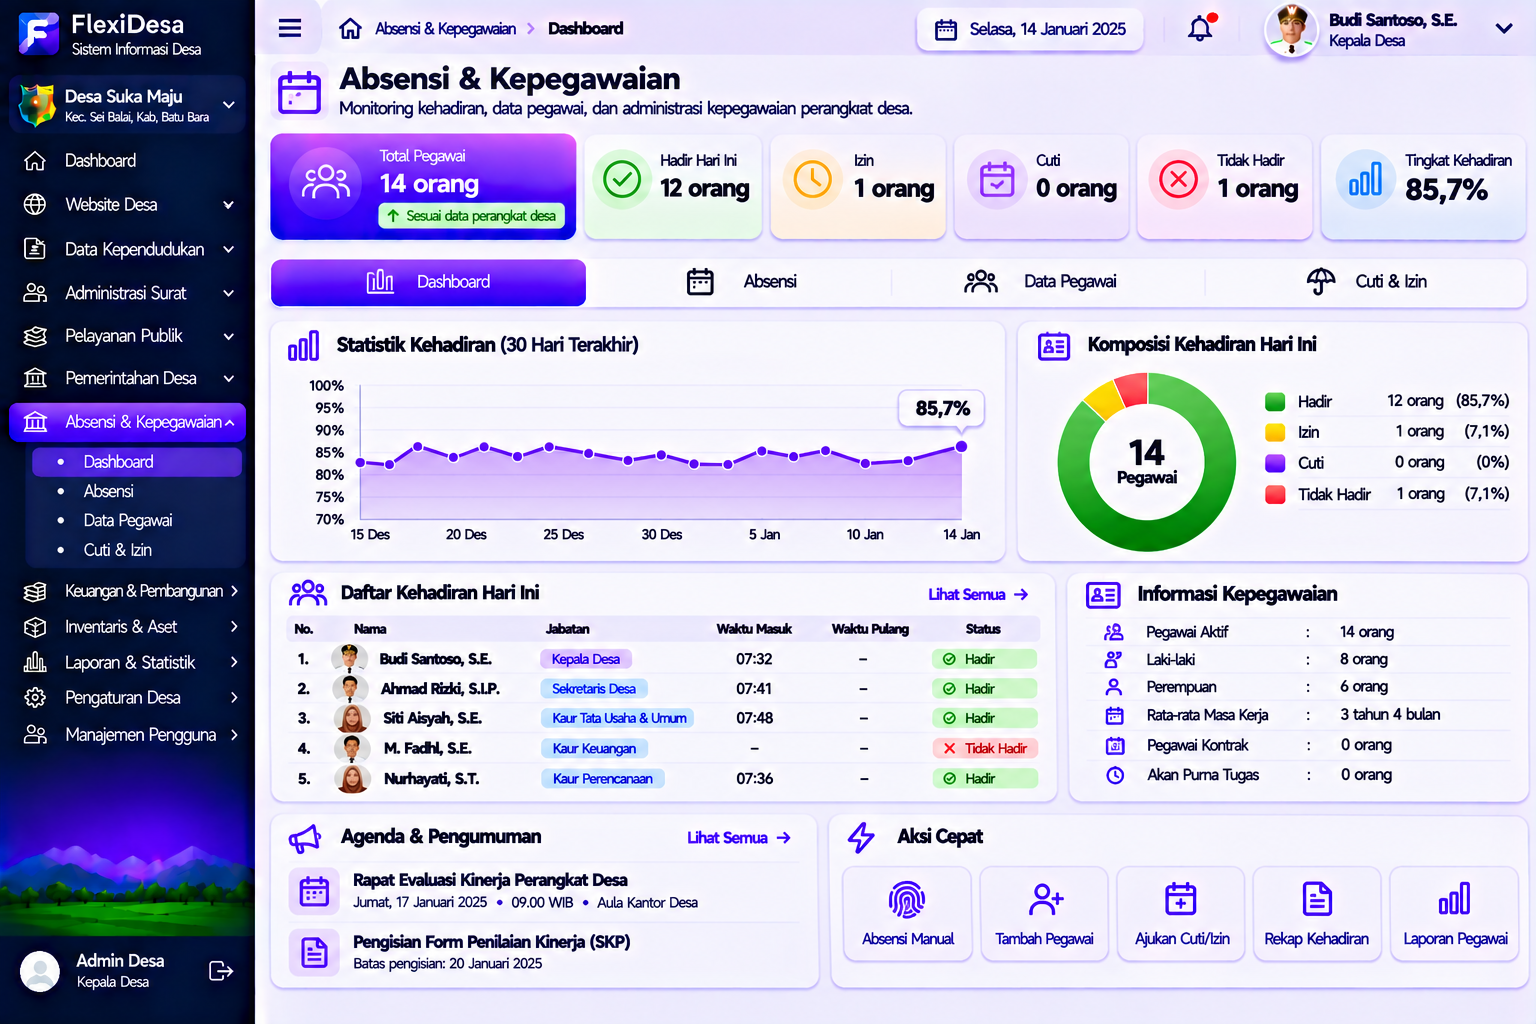 FlexiDesa
Sistem Informasi Desa
Desa Suka Maju
Kec. Sei Balai, Kab, Batu Bara
Dashboard
Website Desa
Data Kependudukan
Administrasi Surat
Pelayanan Publik
Pemerintahan Desa
Absensi & Kepegawaian
Dashboard
Absensi
Data Pegawai
Cuti & Izin
Keuangan & Pembangunan
Inventaris & Aset
Laporan & Statistik
Pengaturan Desa
Manajemen Pengguna
Admin Desa
Kepala Desa
Absensi & Kepegawaian > Dashboard
Selasa, 14 Januari 2025
Budi Santoso, S.E.
Kepala Desa
Absensi & Kepegawaian
Monitoring kehadiran, data pegawai, dan administrasi kepegawaian perangkat desa.
Total Pegawai
14 orang
↑ Sesuai data perangkat desa
Hadir Hari Ini
12 orang
Izin
1 orang
Cuti
0 orang
Tidak Hadir
1 orang
Tingkat Kehadiran
85,7%
Dashboard
Absensi
Data Pegawai
Cuti & Izin
Statistik Kehadiran (30 Hari Terakhir)
100%
95%
90%
85%
80%
75%
70%
85,7%
15 Des 20 Des 25 Des 30 Des 5 Jan 10 Jan 14 Jan
Komposisi Kehadiran Hari Ini
14
Pegawai
Hadir 12 orang (85,7%)
Izin 1 orang (7,1%)
Cuti 0 orang (0%)
Tidak Hadir 1 orang (7,1%)
Daftar Kehadiran Hari Ini
Lihat Semua →
No. Nama Jabatan Waktu Masuk Waktu Pulang Status
1. Budi Santoso, S.E. Kepala Desa 07:32 – Hadir
2. Ahmad Rizki, S.I.P. Sekretaris Desa 07:41 – Hadir
3. Siti Aisyah, S.E. Kaur Tata Usaha & Umum 07:48 – Hadir
4. M. Fadhl, S.E. Kaur Keuangan – – Tidak Hadir
5. Nurhayati, S.T. Kaur Perencanaan 07:36 – Hadir
Informasi Kepegawaian
Pegawai Aktif : 14 orang
Laki-laki : 8 orang
Perempuan : 6 orang
Rata-rata Masa Kerja : 3 tahun 4 bulan
Pegawai Kontrak : 0 orang
Akan Purna Tugas : 0 orang
Agenda & Pengumuman
Lihat Semua →
Rapat Evaluasi Kinerja Perangkat Desa
Jumat, 17 Januari 2025 • 09.00 WIB • Aula Kantor Desa
Pengisian Form Penilaian Kinerja (SKP)
Batas pengisian: 20 Januari 2025
Aksi Cepat
Absensi Manual
Tambah Pegawai
Ajukan Cuti/Izin
Rekap Kehadiran
Laporan Pegawai